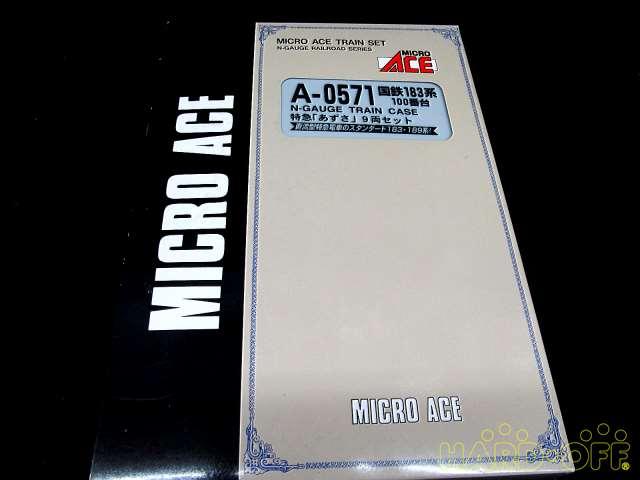 MICRO ACE
MICRO ACE TRAIN SET
N-GAUGE RAILROAD SERIES
MICRO
ACE
A-0571 国鉄183系
100番台
N-GAUGE TRAIN CASE
特急「あずさ」9両セット
直流型特急電車のスタンダード183・189系!
MICRO ACE
HARD OFF
®